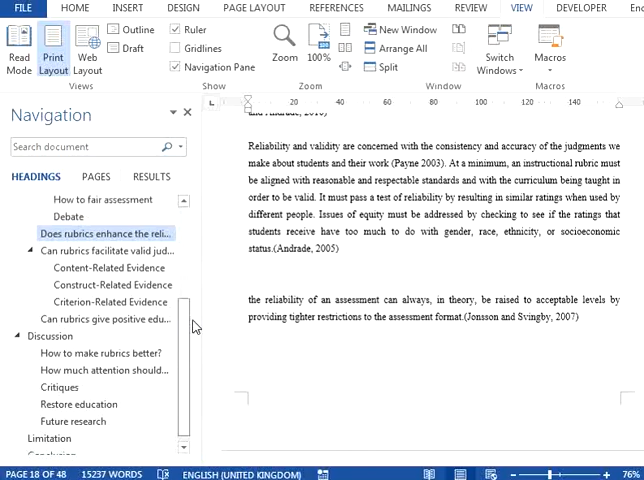 FILE HOME INSERT DESIGN PAGE LAYOUT REFERENCES MAILINGS REVIEW VIEW DEVELOPER
Read Mode
Print Layout
Web Layout
Outline
Draft
Views
Ruler
Gridlines
Navigation Pane
Show
Zoom
100%
Zoom
New Window
Arrange All
Split
Window
Switch Windows
Macros
Macros
Navigation
Search document
HEADINGS PAGES RESULTS
How to fair assessment
Debate
Does rubrics enhance the reli...
Can rubrics facilitate valid jud...
Content-Related Evidence
Construct-Related Evidence
Criterion-Related Evidence
Can rubrics give positive edu...
Discussion
How to make rubrics better?
How much attention should...
Critiques
Restore education
Future research
Limitation
20 40 60 80 100 120 140
Reliability and validity are concerned with the consistency and accuracy of the judgments we
make about students and their work (Payne 2003). At a minimum, an instructional rubric must
be aligned with reasonable and respectable standards and with the curriculum being taught in
order to be valid. It must pass a test of reliability by resulting in similar ratings when used by
different people. Issues of equity must be addressed by checking to see if the ratings that
students receive have too much to do with gender, race, ethnicity, or socioeconomic
status.(Andrade, 2005)
the reliability of an assessment can always, in theory, be raised to acceptable levels by
providing tighter restrictions to the assessment format.(Jonsson and Svingby, 2007)
PAGE 18 OF 48 15237 WORDS ENGLISH (UNITED KINGDOM) 76%